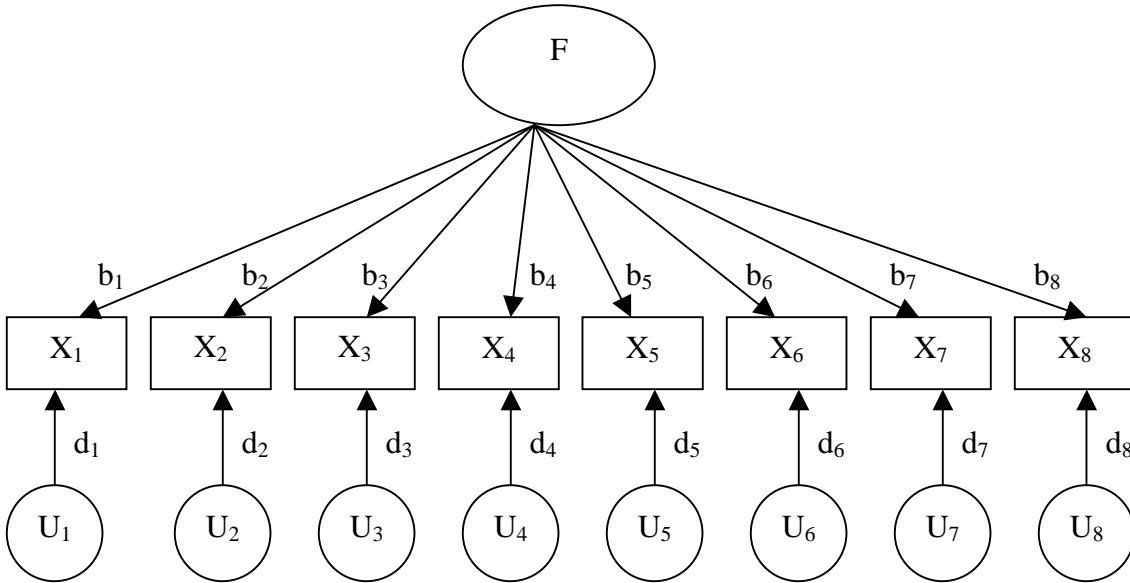 F
b₁ b₂ b₃ b₄ b₅ b₆ b₇ b₈
X₁ X₂ X₃ X₄ X₅ X₆ X₇ X₈
d₁ d₂ d₃ d₄ d₅ d₆ d₇ d₈
U₁ U₂ U₃ U₄ U₅ U₆ U₇ U₈